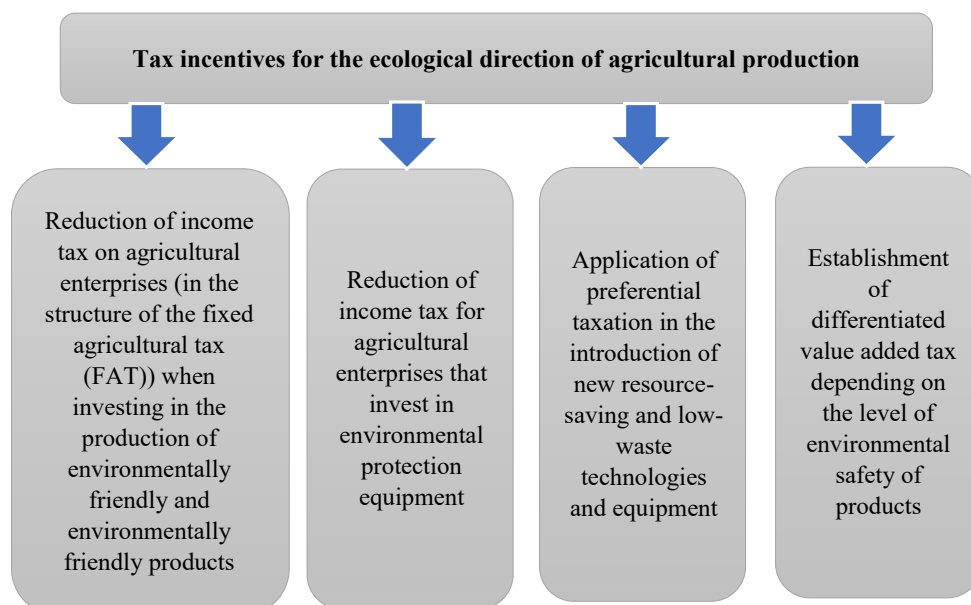 Tax incentives for the ecological direction of agricultural production
Reduction of income
tax on agricultural
enterprises (in the
structure of the fixed
agricultural tax
(FAT)) when
investing in the
production of
environmentally
friendly and
environmentally
friendly products
Reduction of
income tax for
agricultural
enterprises that
invest in
environmental
protection
equipment
Application of
preferential
taxation in the
introduction of
new resource-
saving and low-
waste
technologies
and equipment
Establishment
of
differentiated
value added tax
depending on
the level of
environmental
safety of
products